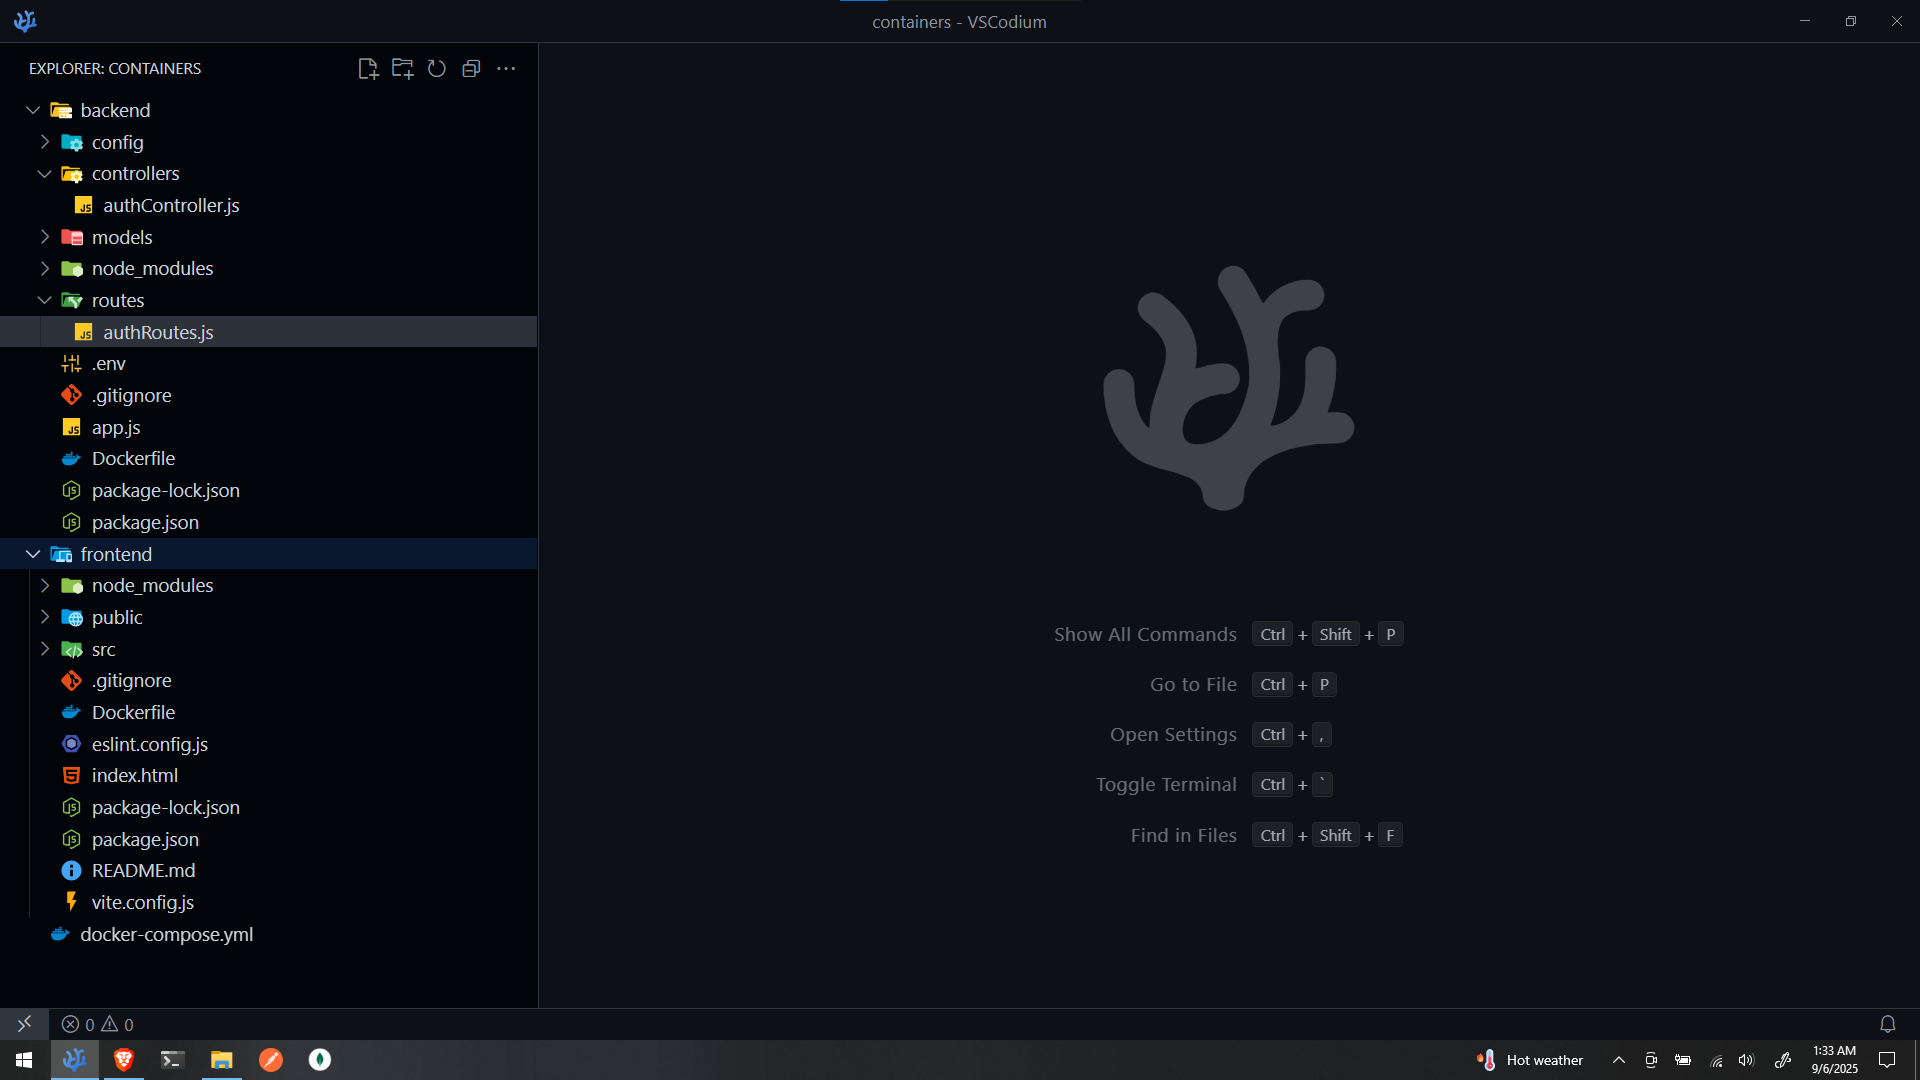 containers - VSCodium
EXPLORER: CONTAINERS
backend
config
controllers
authController.js
models
node_modules
routes
authRoutes.js
.env
.gitignore
app.js
Dockerfile
package-lock.json
package.json
frontend
node_modules
public
src
.gitignore
Dockerfile
eslint.config.js
index.html
package-lock.json
package.json
README.md
vite.config.js
docker-compose.yml
Show All Commands Ctrl + Shift + P
Go to File Ctrl + P
Open Settings Ctrl + ,
Toggle Terminal Ctrl + `
Find in Files Ctrl + Shift + F
0 0
Hot weather
1:33 AM
9/6/2025